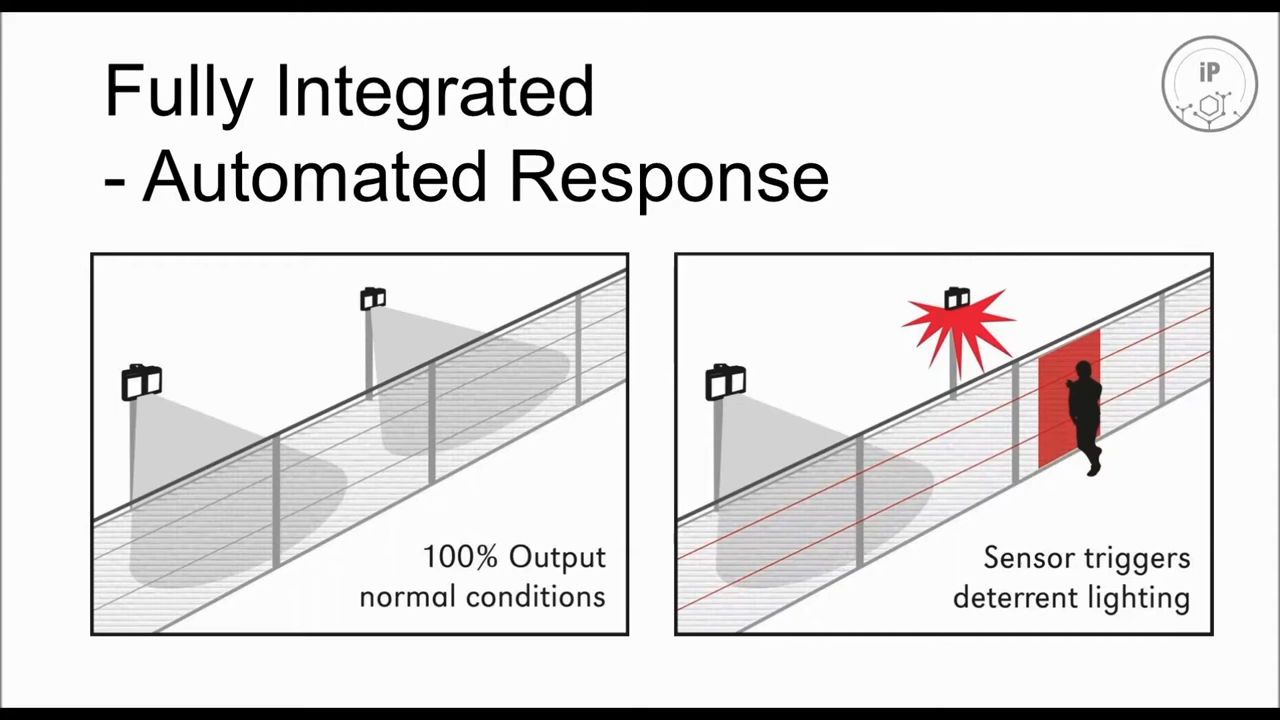 Fully Integrated
- Automated Response
iP
100% Output
normal conditions
Sensor triggers
deterrent lighting